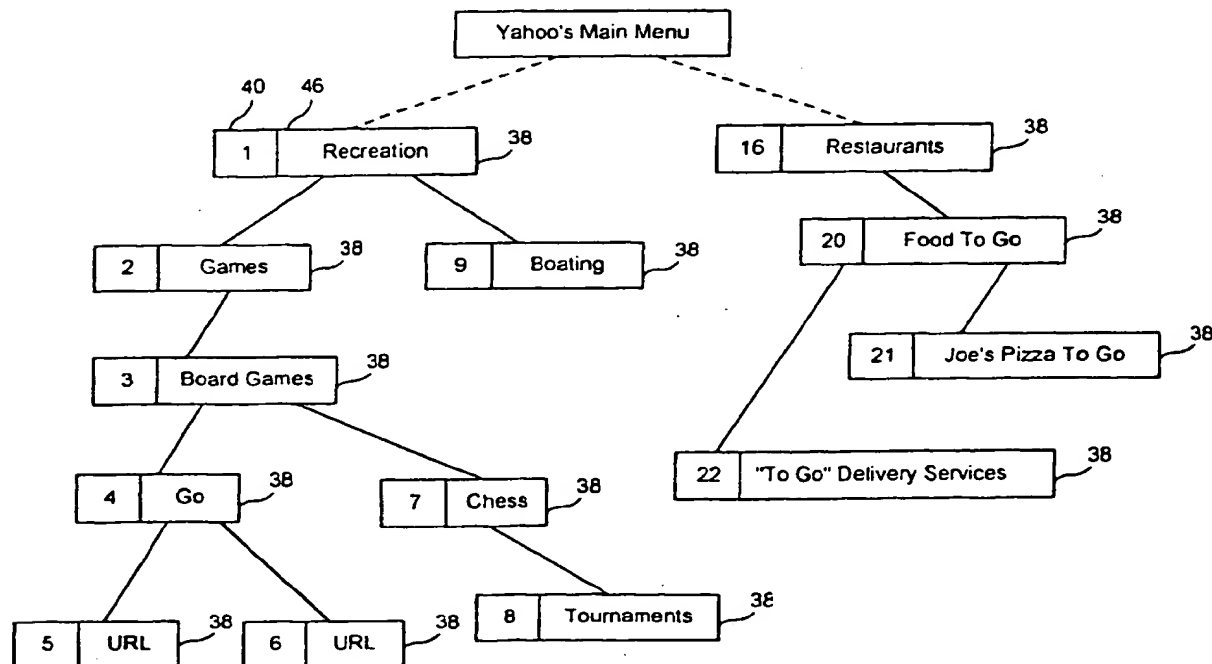 Yahoo's Main Menu
40
46
1 Recreation
38
16 Restaurants
38
2 Games
38
9 Boating
38
20 Food To Go
38
3 Board Games
38
21 Joe's Pizza To Go
38
4 Go
38
7 Chess
38
22 "To Go" Delivery Services
38
5 URL
38
6 URL
38
8 Tournaments
38